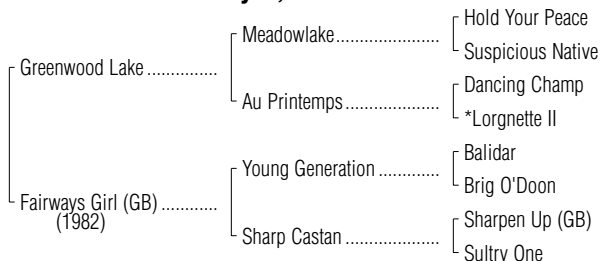 Hold Your Peace
Meadowlake....................
Suspicious Native
Greenwood Lake ...............
Dancing Champ
Au Printemps ..................
*Lorgnette II
Balidar
Young Generation ............
Brig O'Doon
Fairways Girl (GB) ............
(1982)
Sharpen Up (GB)
Sharp Castan ...................
Sultry One